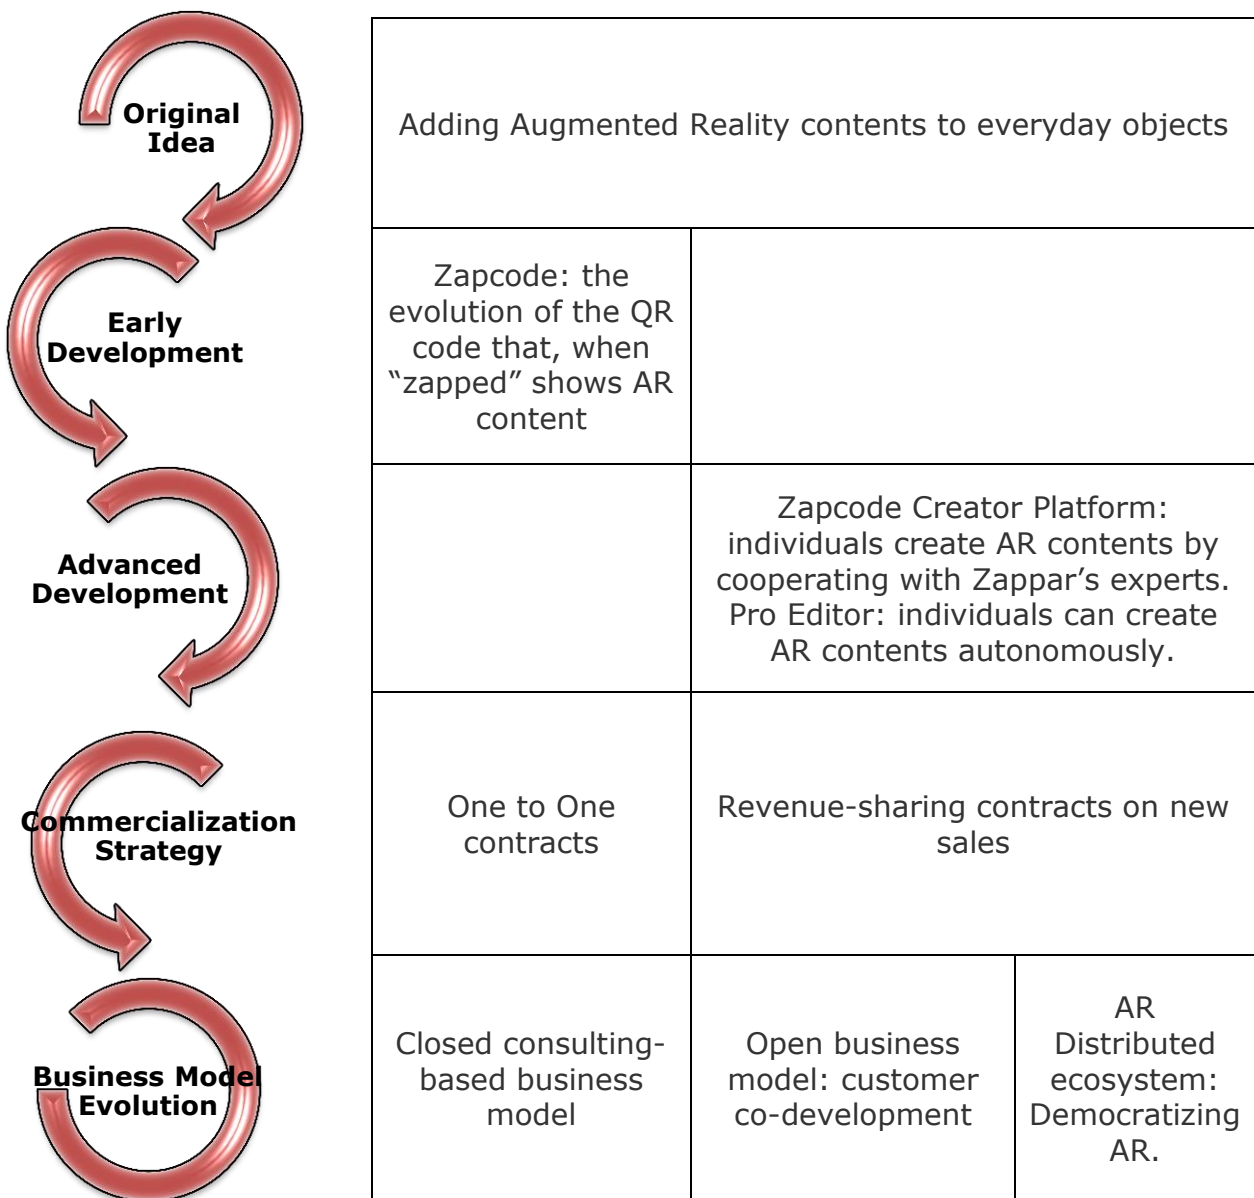 Original
Idea
Adding Augmented Reality contents to everyday objects
Early
Development
Zapcode: the
evolution of the QR
code that, when
“zapped” shows AR
content
Advanced
Development
Zapcode Creator Platform:
individuals create AR contents by
cooperating with Zappar’s experts.
Pro Editor: individuals can create
AR contents autonomously.
Commercialization
Strategy
One to One
contracts
Revenue-sharing contracts on new
sales
Business Model
Evolution
Closed consulting-
based business
model
Open business
model: customer
co-development
AR
Distributed
ecosystem:
Democratizing
AR.